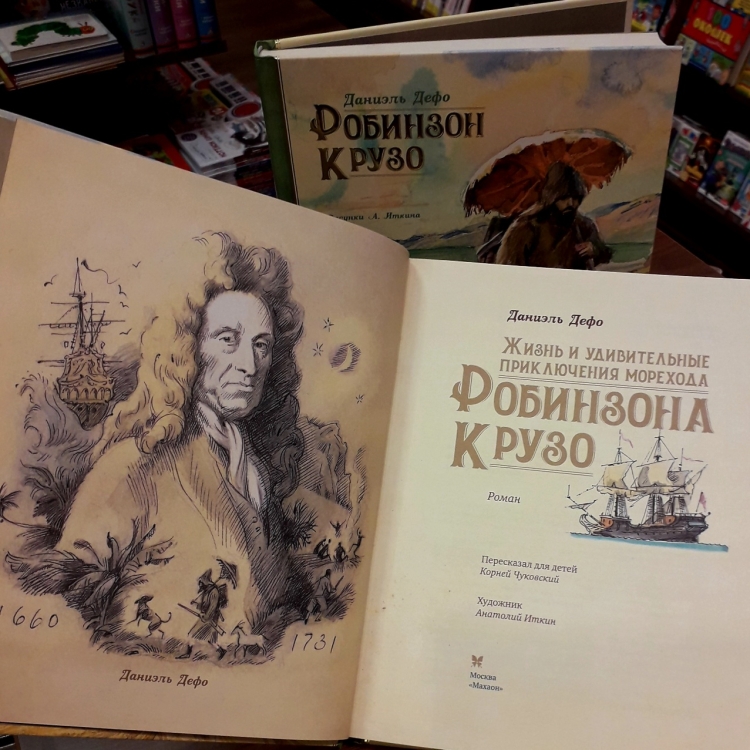 Даниэль Дефо
Робинзон
Крузо
А. Иткина
1660
1731
Даниэль Дефо
Даниэль Дефо
Жизнь и удивительные
приключения морехода
Робинзона
Крузо
Роман
Пересказал для детей
Корней Чуковский
Художник
Анатолий Иткин
Москва
«Махаон»